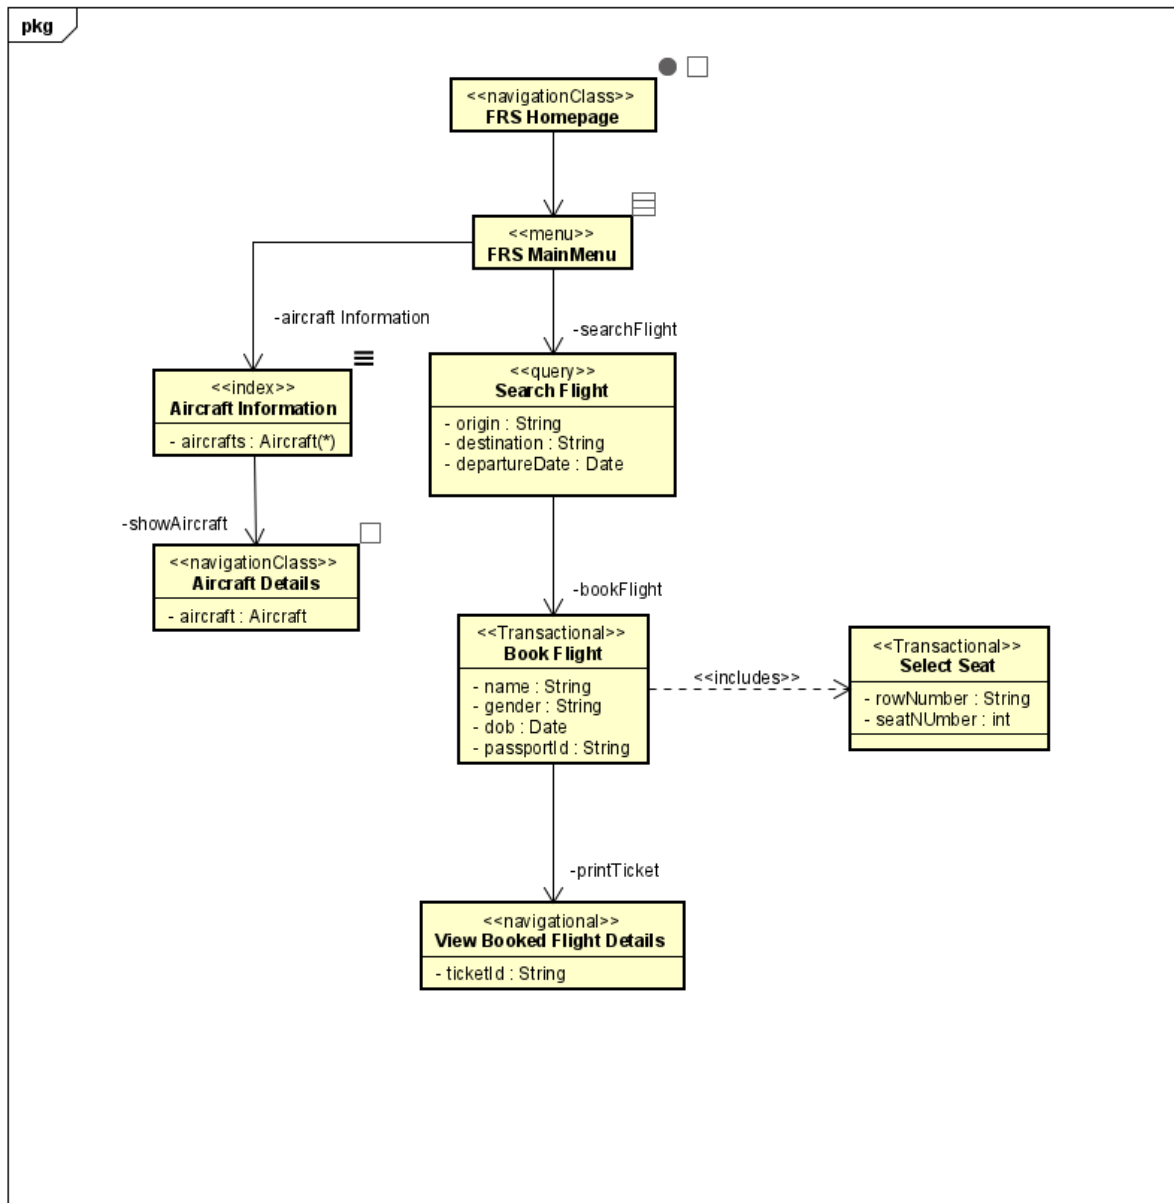 pkg
<<navigationClass>>
FRS Homepage
<<menu>>
FRS MainMenu
-aircraft Information
-searchFlight
<<index>>
Aircraft Information
- aircrafts : Aircraft(*)
<<query>>
Search Flight
- origin : String
- destination : String
- departureDate : Date
-showAircraft
<<navigationClass>>
Aircraft Details
- aircraft : Aircraft
-bookFlight
<<Transactional>>
Book Flight
- name : String
- gender : String
- dob : Date
- passportId : String
<<includes>>
<<Transactional>>
Select Seat
- rowNumber : String
- seatNUmber : int
-printTicket
<<navigational>>
View Booked Flight Details
- ticketId : String